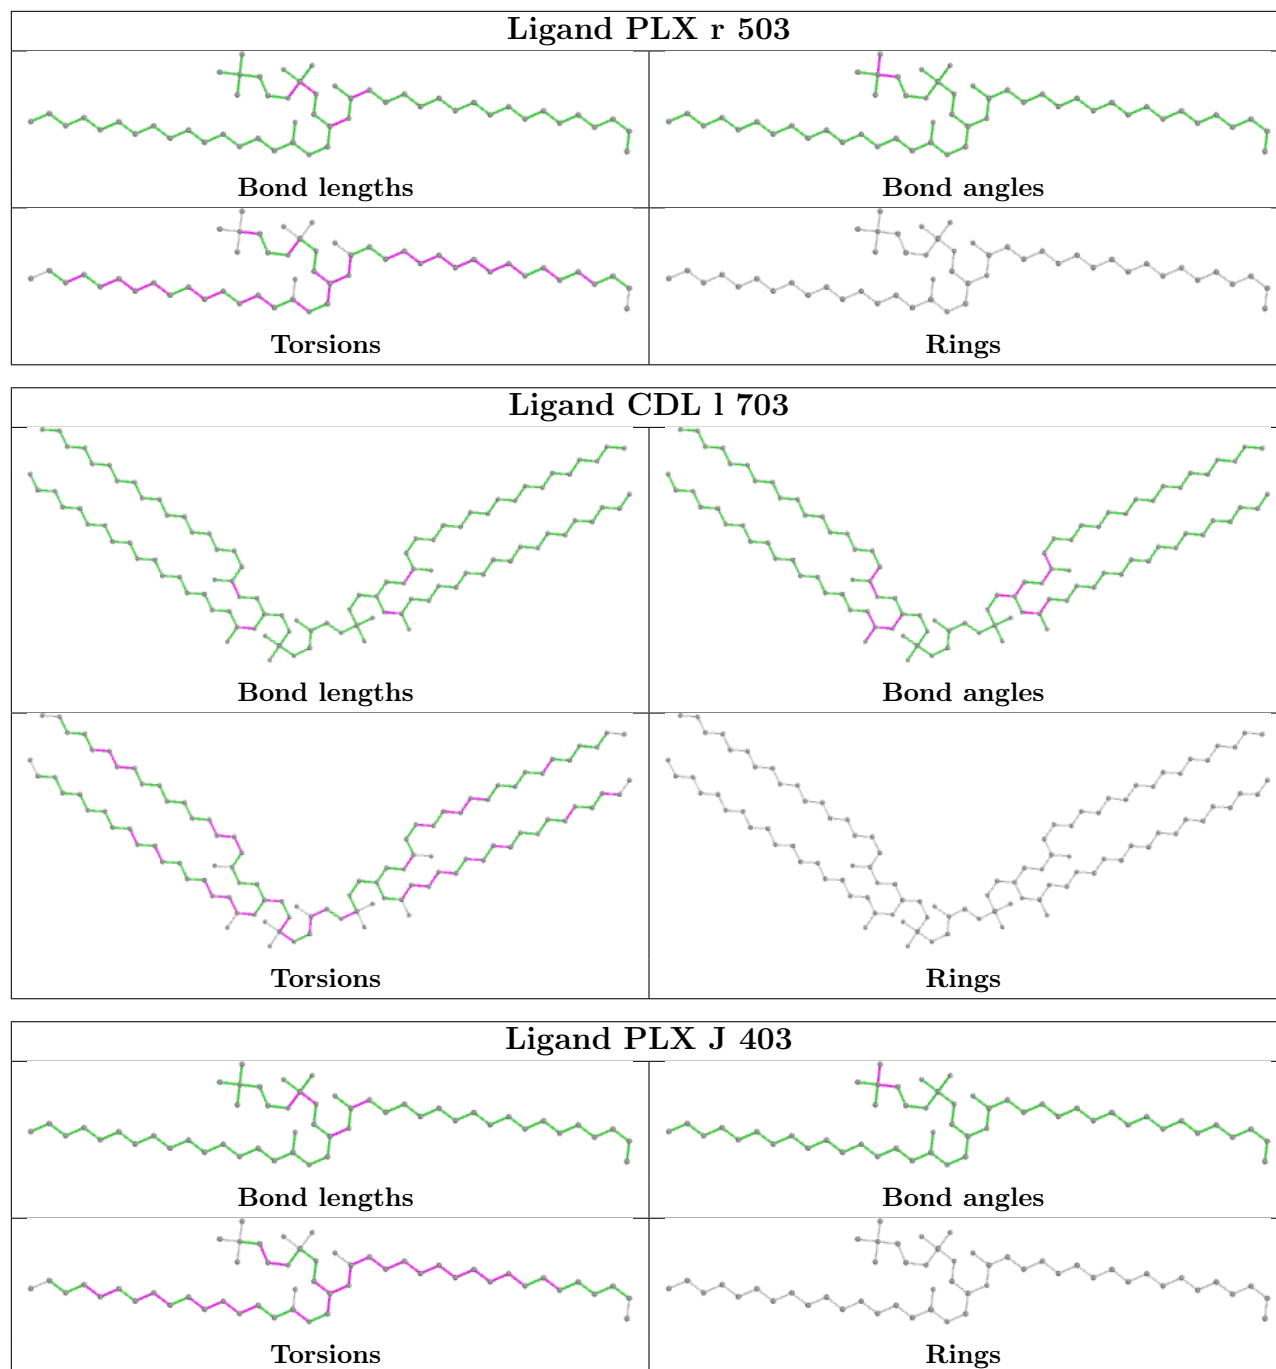 Ligand PLX r 503
Bond lengths
Bond angles
Torsions
Rings
Ligand CDL l 703
Bond lengths
Bond angles
Torsions
Rings
Ligand PLX J 403
Bond lengths
Bond angles
Torsions
Rings